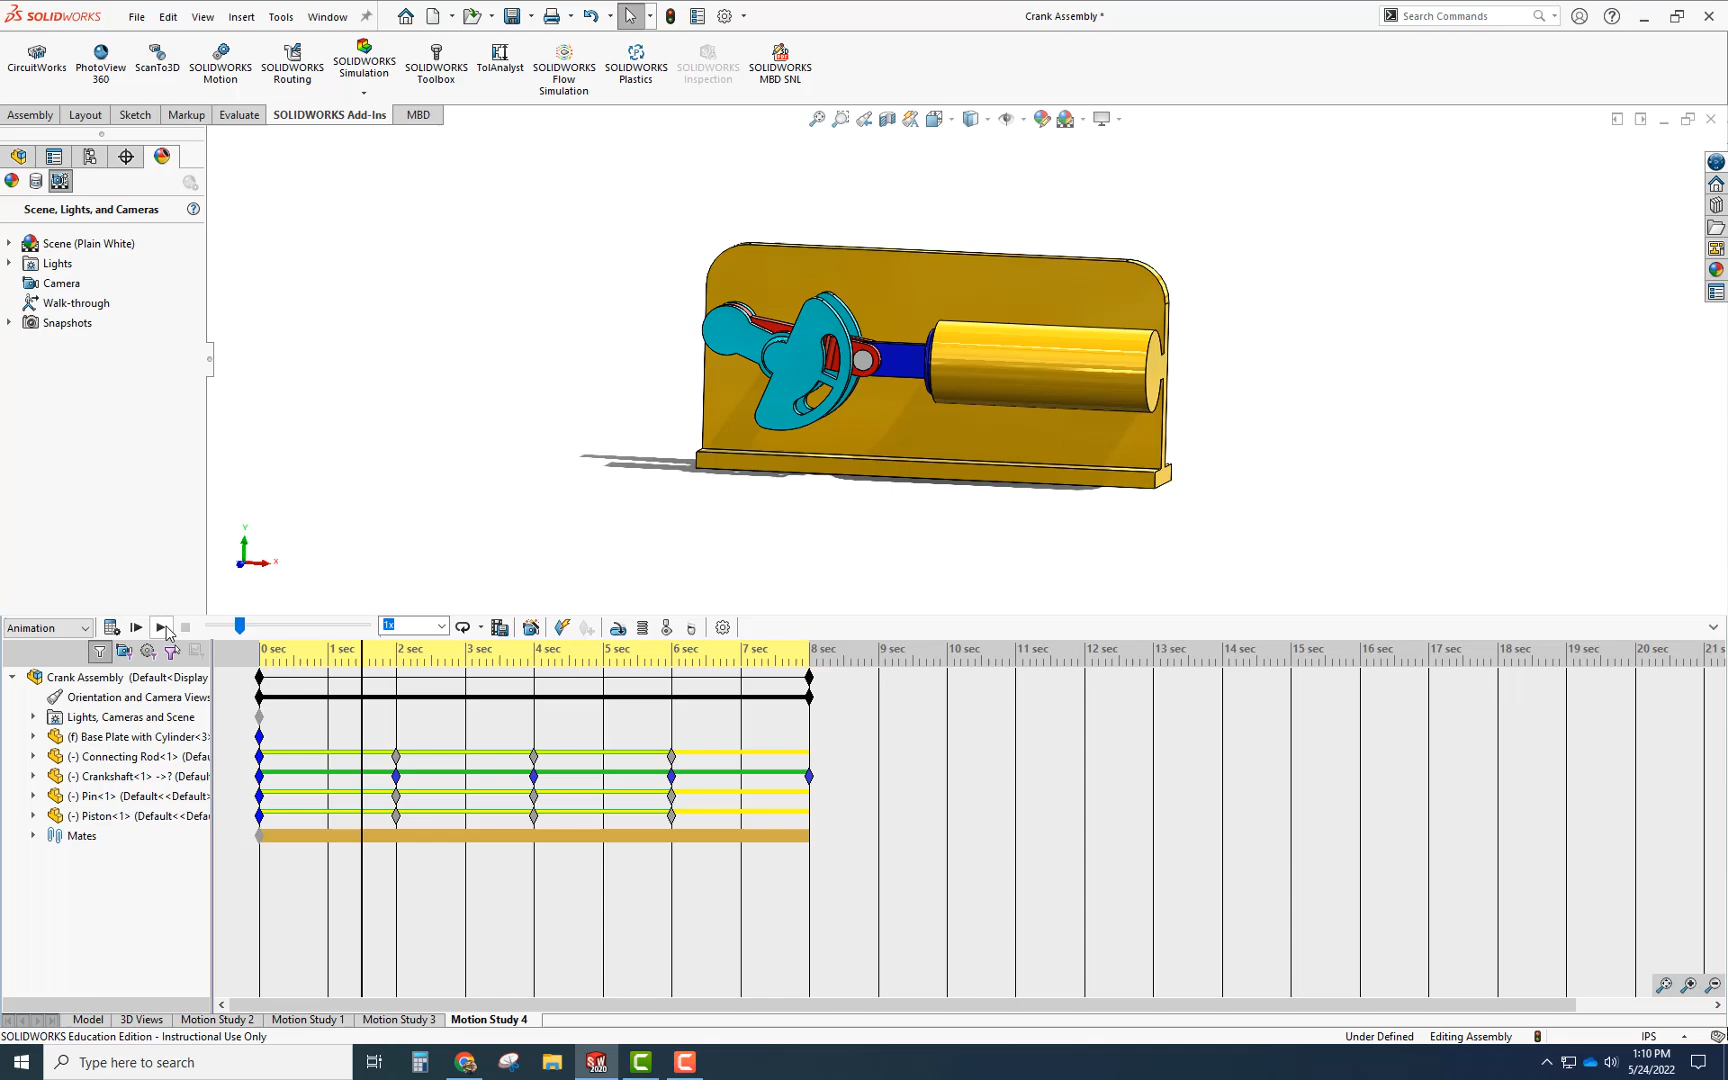 SOLIDWORKS File Edit View Insert Tools Window Crank Assembly * Search Commands
CircuitWorks
PhotoView 360
ScanTo3D
SOLIDWORKS Motion
SOLIDWORKS Routing
SOLIDWORKS Simulation
SOLIDWORKS Toolbox
TolAnalyst
SOLIDWORKS Flow Simulation
SOLIDWORKS Plastics
SOLIDWORKS Inspection
SOLIDWORKS MBD SNL
Assembly Layout Sketch Markup Evaluate SOLIDWORKS Add-Ins MBD
Scene, Lights, and Cameras
Scene (Plain White)
Lights
Camera
Walk-through
Snapshots
Y
X
Animation 1x
0 sec 1 sec 2 sec 3 sec 4 sec 5 sec 6 sec 7 sec 8 sec 9 sec 10 sec 11 sec 12 sec 13 sec 14 sec 15 sec 16 sec 17 sec 18 sec 19 sec 20 sec 21 s
Crank Assembly (Default<Display
Orientation and Camera Views
Lights, Cameras and Scene
(f) Base Plate with Cylinder<3>
(-) Connecting Rod<1> (Defau
(-) Crankshaft<1> ->? (Defaul
(-) Pin<1> (Default<<Default>
(-) Piston<1> (Default<<Defau
Mates
Model 3D Views Motion Study 2 Motion Study 1 Motion Study 3 Motion Study 4
SOLIDWORKS Education Edition - Instructional Use Only Under Defined Editing Assembly IPS
Type here to search
SW
2020
C
C
1:10 PM
5/24/2022